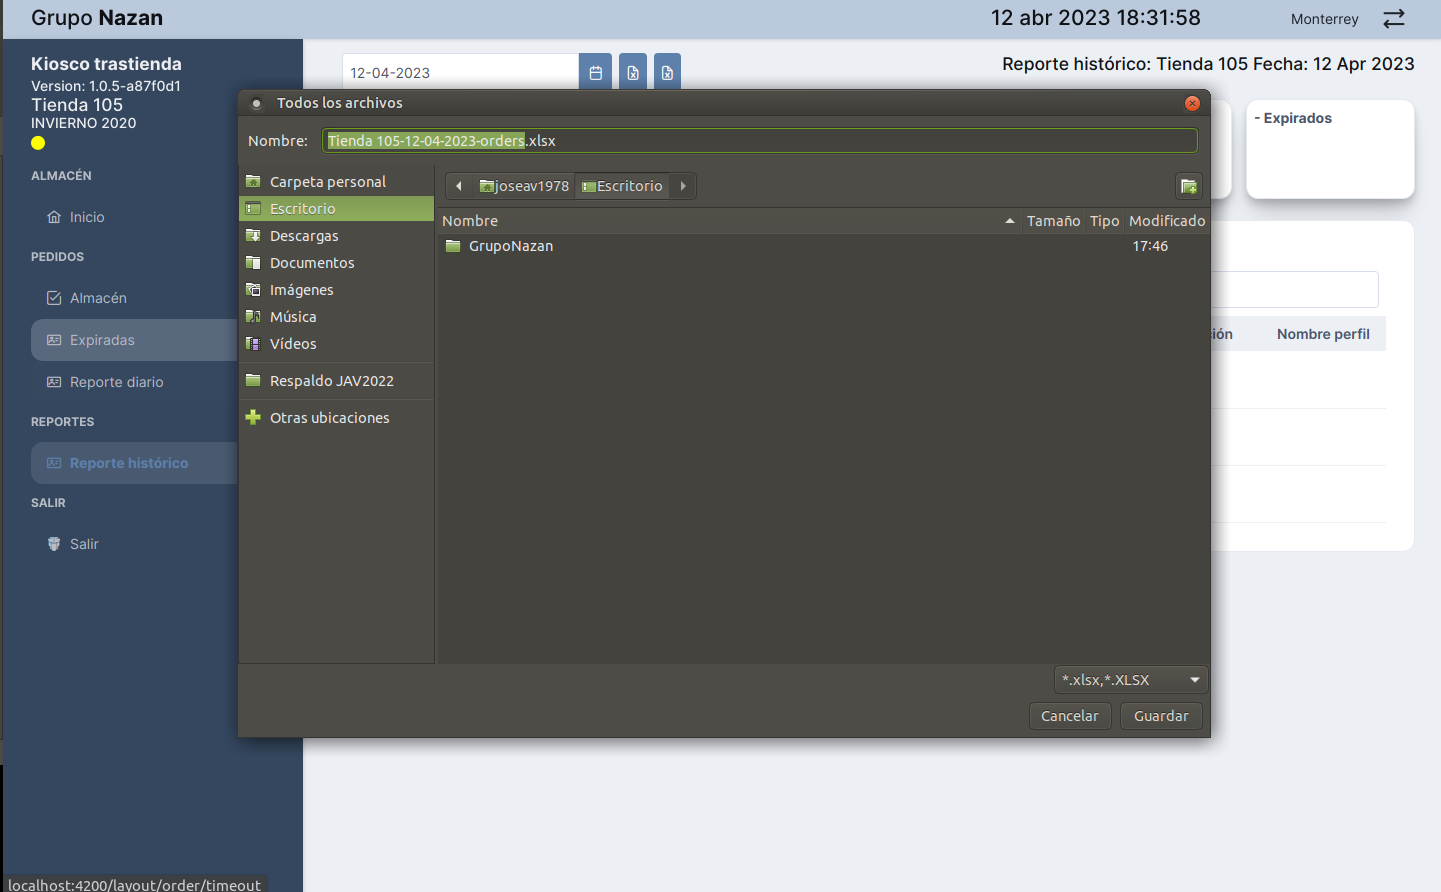 Grupo Nazan
12 abr 2023 18:31:58
Monterrey
Kiosco trastienda
Version: 1.0.5-a87f0d1
Tienda 105
INVIERNO 2020
ALMACÉN
Inicio
PEDIDOS
Almacén
Expiradas
Reporte diario
REPORTES
Reporte histórico
SALIR
Salir
12-04-2023
Reporte histórico: Tienda 105 Fecha: 12 Apr 2023
- Expirados
ión
Nombre perfil
Todos los archivos
Nombre: Tienda 105-12-04-2023-orders.xlsx
Carpeta personal
Escritorio
Descargas
Documentos
Imágenes
Música
Vídeos
Respaldo JAV2022
Otras ubicaciones
joseav1978 Escritorio
Nombre Tamaño Tipo Modificado
GrupoNazan 17:46
*.xlsx,*.XLSX
Cancelar Guardar
localhost:4200/layout/order/timeout